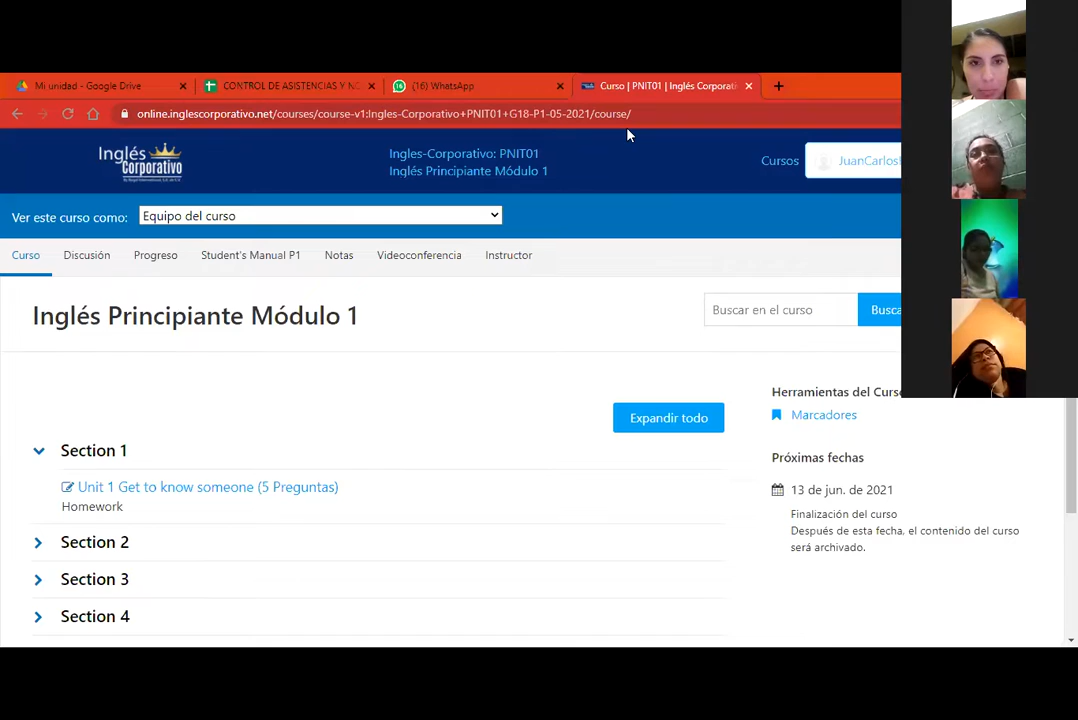 Mi unidad - Google Drive
CONTROL DE ASISTENCIAS Y NO
(16) WhatsApp
Curso | PNIT01 | Inglés Corporati
online.inglescorporativo.net/courses/course-v1:Ingles-Corporativo+PNIT01+G18-P1-05-2021/course/
Inglés
Corporativo
Ingles-Corporativo: PNIT01
Inglés Principiante Módulo 1
Cursos
JuanCarlos
Ver este curso como:
Equipo del curso
Curso
Discusión
Progreso
Student's Manual P1
Notas
Videoconferencia
Instructor
Inglés Principiante Módulo 1
Buscar en el curso
Busca
Expandir todo
Section 1
Unit 1 Get to know someone (5 Preguntas)
Homework
Section 2
Section 3
Section 4
Herramientas del Curs
Marcadores
Próximas fechas
13 de jun. de 2021
Finalización del curso
Después de esta fecha, el contenido del curso
será archivado.